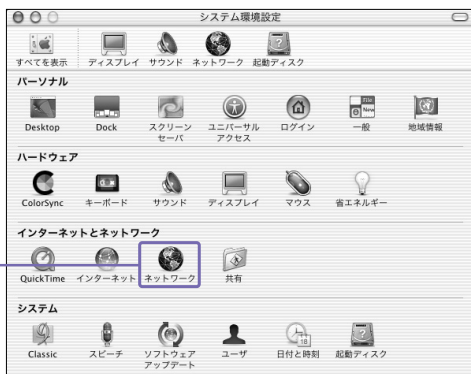 システム環境設定
すべてを表示 ディスプレイ サウンド ネットワーク 起動ディスク
パーソナル
Desktop Dock スクリーンセーバ ユニバーサルアクセス ログイン 一般 地域情報
ハードウェア
ColorSync キーボード サウンド ディスプレイ マウス 省エネルギー
インターネットとネットワーク
QuickTime インターネット ネットワーク 共有
システム
Classic スピーチ ソフトウェアアップデート ユーザ 日付と時刻 起動ディスク